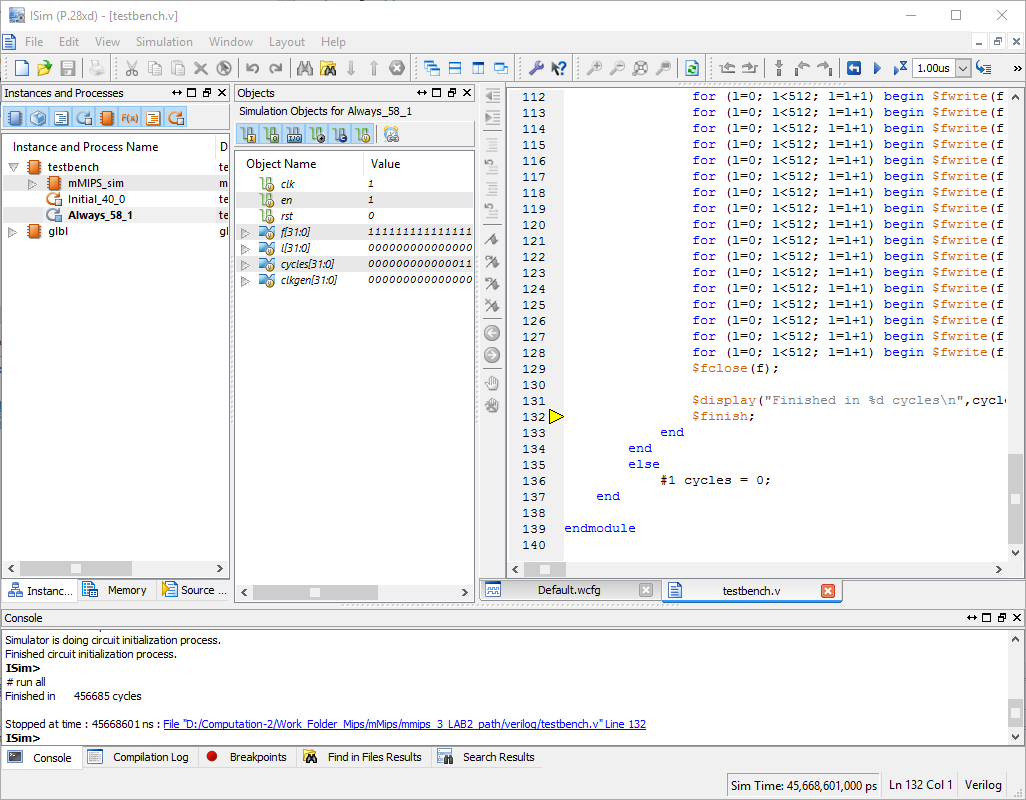 ISim (P.28xd) - [testbench.v]
File Edit View Simulation Window Layout Help
1.00us
Instances and Processes
Instance and Process Name D
testbench te
mMIPS_sim m
Initial_40_0 te
Always_58_1 te
glbl gl
Instanc... Memory Source ...
Objects
Simulation Objects for Always_58_1
Object Name Value
clk 1
en 1
rst 0
f[31:0] 111111111111111
l[31:0] 000000000000000
cycles[31:0] 000000000000011
clkgen[31:0] 000000000000000
112 for (l=0; l<512; l=l+1) begin $fwrite(f
113 for (l=0; l<512; l=l+1) begin $fwrite(f
114 for (l=0; l<512; l=l+1) begin $fwrite(f
115 for (l=0; l<512; l=l+1) begin $fwrite(f
116 for (l=0; l<512; l=l+1) begin $fwrite(f
117 for (l=0; l<512; l=l+1) begin $fwrite(f
118 for (l=0; l<512; l=l+1) begin $fwrite(f
119 for (l=0; l<512; l=l+1) begin $fwrite(f
120 for (l=0; l<512; l=l+1) begin $fwrite(f
121 for (l=0; l<512; l=l+1) begin $fwrite(f
122 for (l=0; l<512; l=l+1) begin $fwrite(f
123 for (l=0; l<512; l=l+1) begin $fwrite(f
124 for (l=0; l<512; l=l+1) begin $fwrite(f
125 for (l=0; l<512; l=l+1) begin $fwrite(f
126 for (l=0; l<512; l=l+1) begin $fwrite(f
127 for (l=0; l<512; l=l+1) begin $fwrite(f
128 for (l=0; l<512; l=l+1) begin $fwrite(f
129 $fclose(f);
130
131 $display("Finished in %d cycles\n",cycle
132 $finish;
133 end
134 end
135 else
136 #1 cycles = 0;
137 end
138
139 endmodule
140
Default.wcfg testbench.v
Console
Simulator is doing circuit initialization process.
Finished circuit initialization process.
ISim>
# run all
Finished in 456685 cycles
Stopped at time : 45668601 ns : File "D:/Computation-2/Work_Folder_Mips/mMips/mmips_3_LAB2_path/verilog/testbench.v" Line 132
ISim>
Console Compilation Log Breakpoints Find in Files Results Search Results
Sim Time: 45,668,601,000 ps Ln 132 Col 1 Verilog